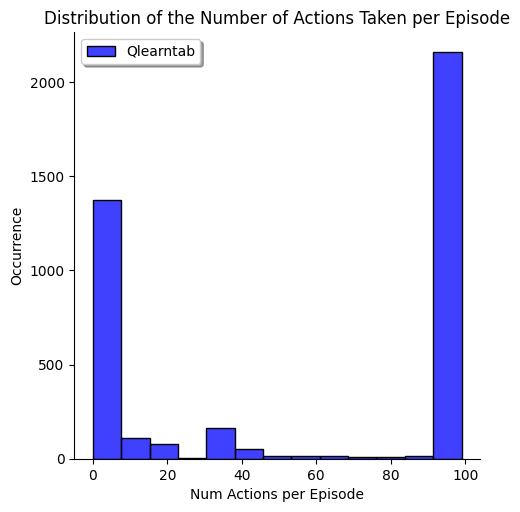 Distribution of the Number of Actions Taken per Episode
Qlearntab
2000
1500
1000
500
0
Occurrence
0 20 40 60 80 100
Num Actions per Episode